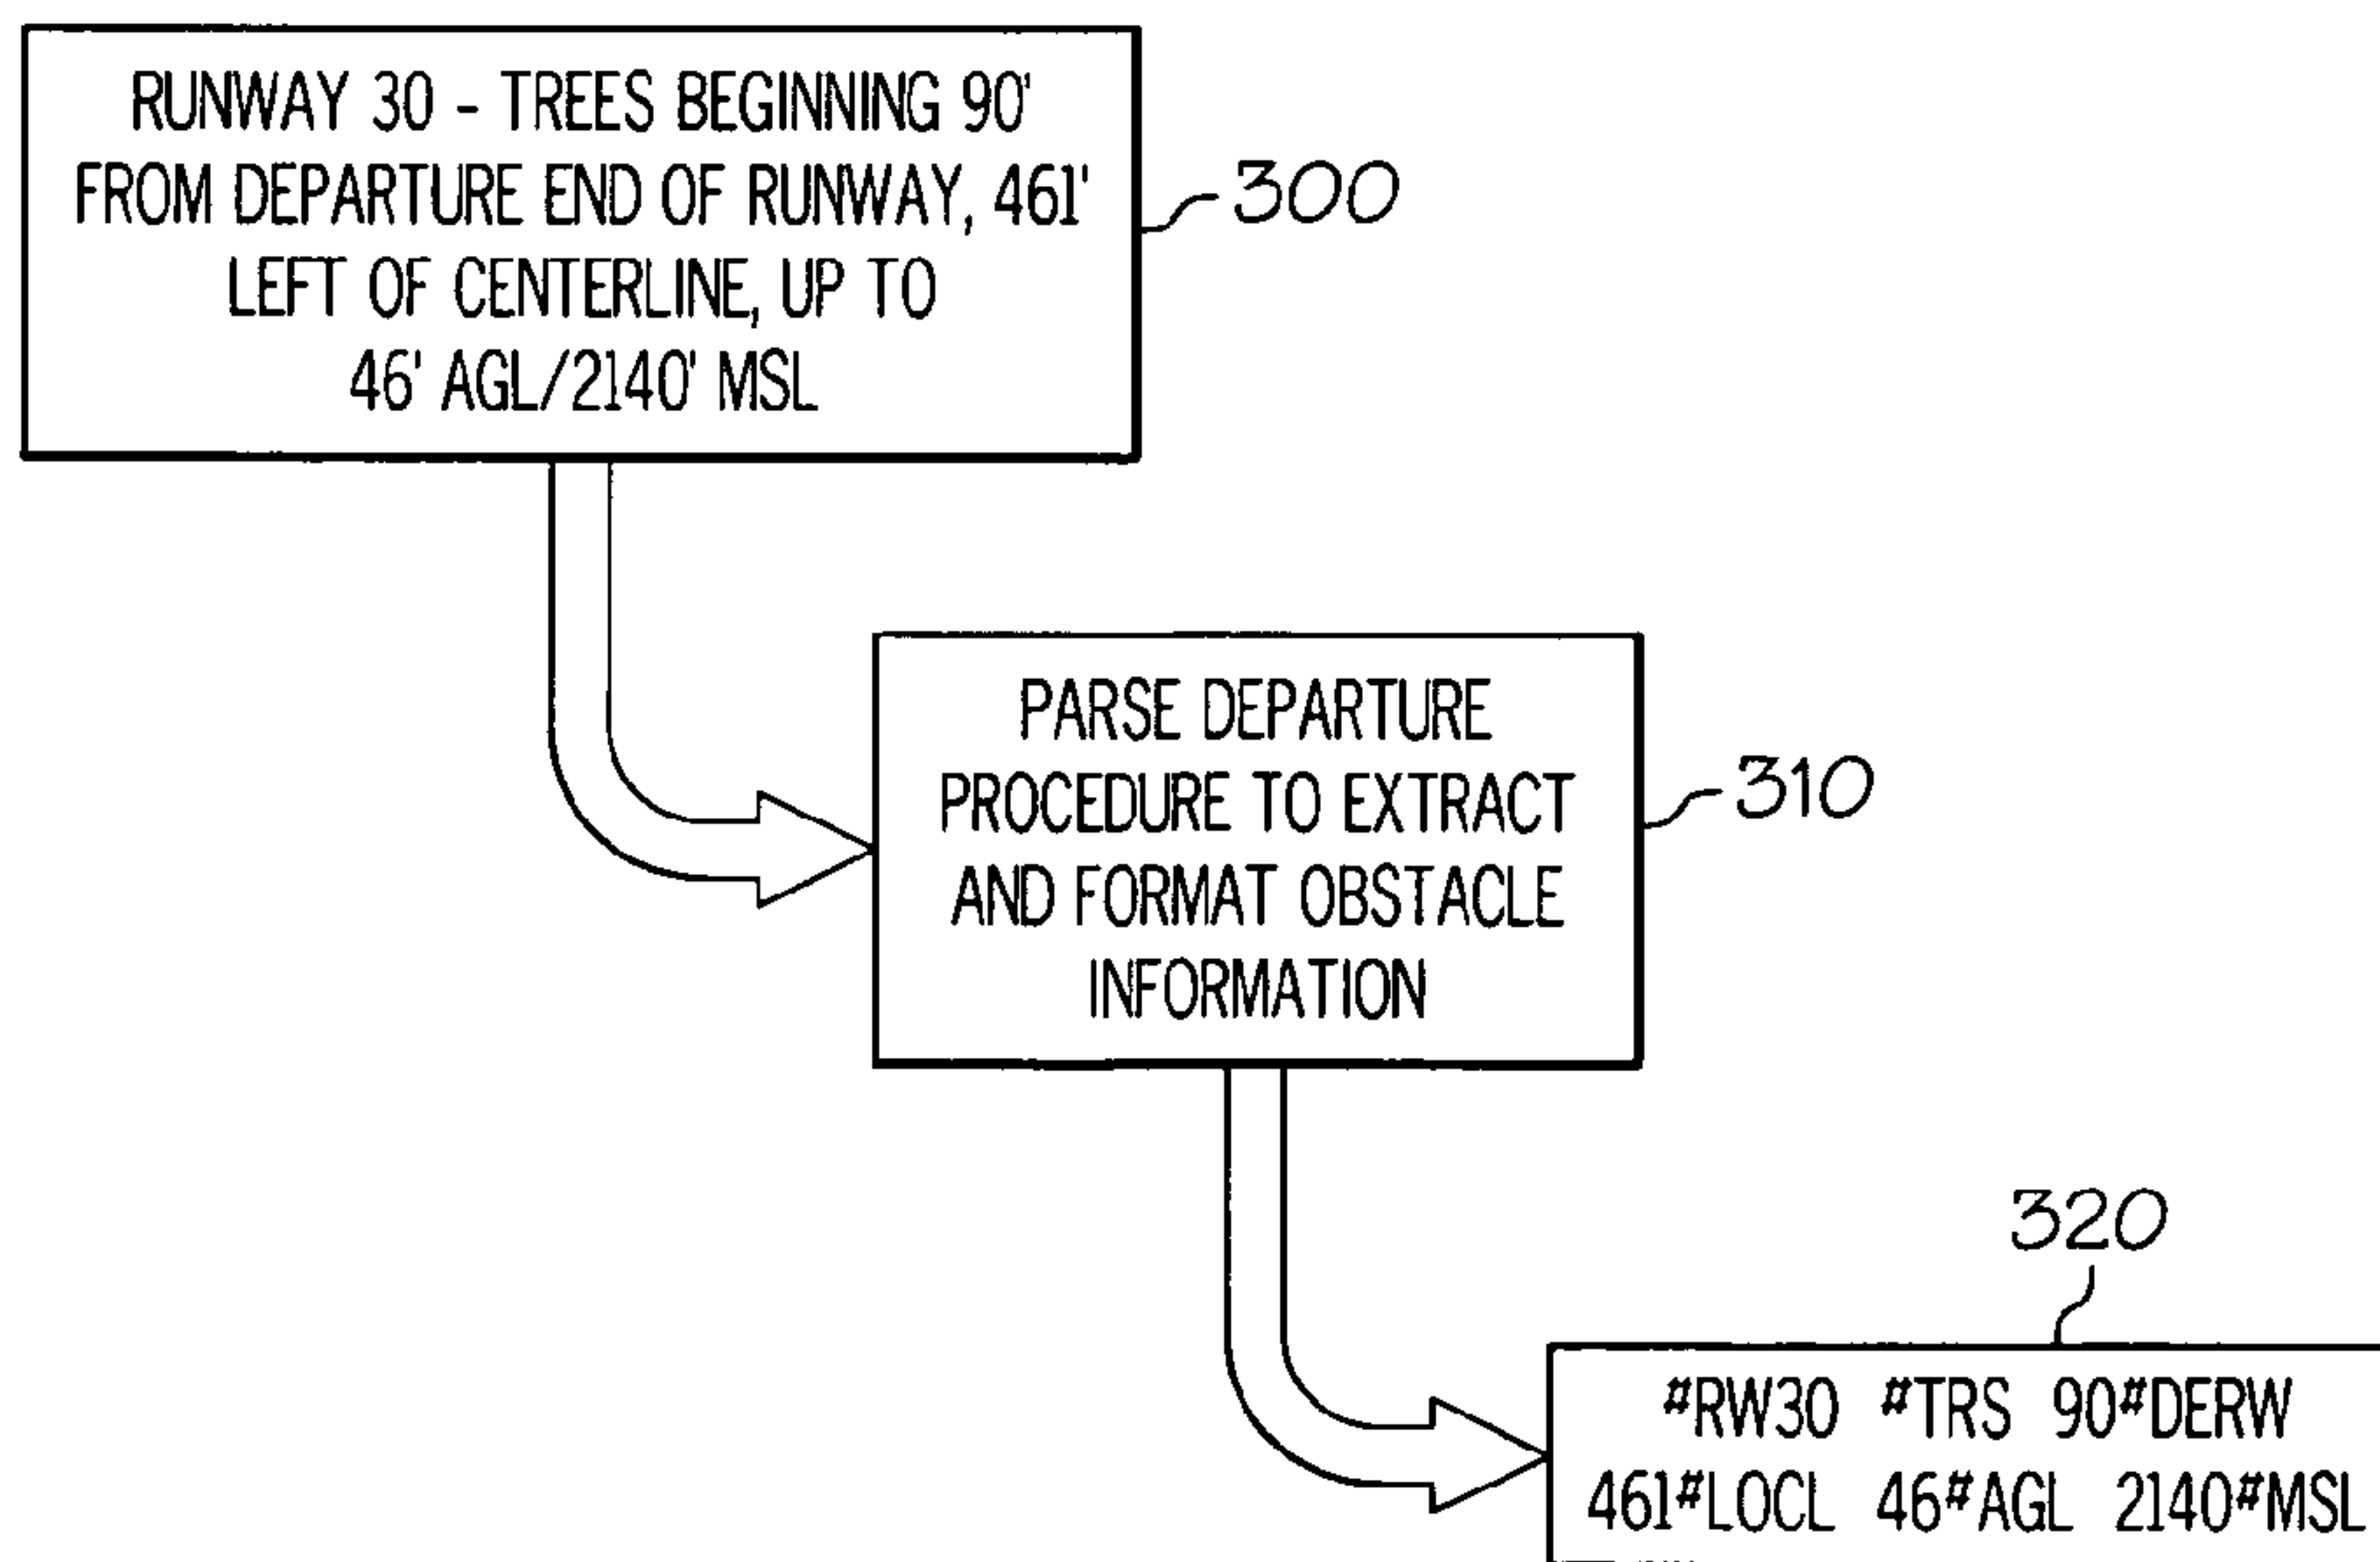 RUNWAY 30 - TREES BEGINNING 90'
FROM DEPARTURE END OF RUNWAY, 461'
LEFT OF CENTERLINE, UP TO
46' AGL/2140' MSL
300
PARSE DEPARTURE
PROCEDURE TO EXTRACT
AND FORMAT OBSTACLE
INFORMATION
310
320
#RW30 #TRS 90#DERW
461#LOCL 46#AGL 2140#MSL